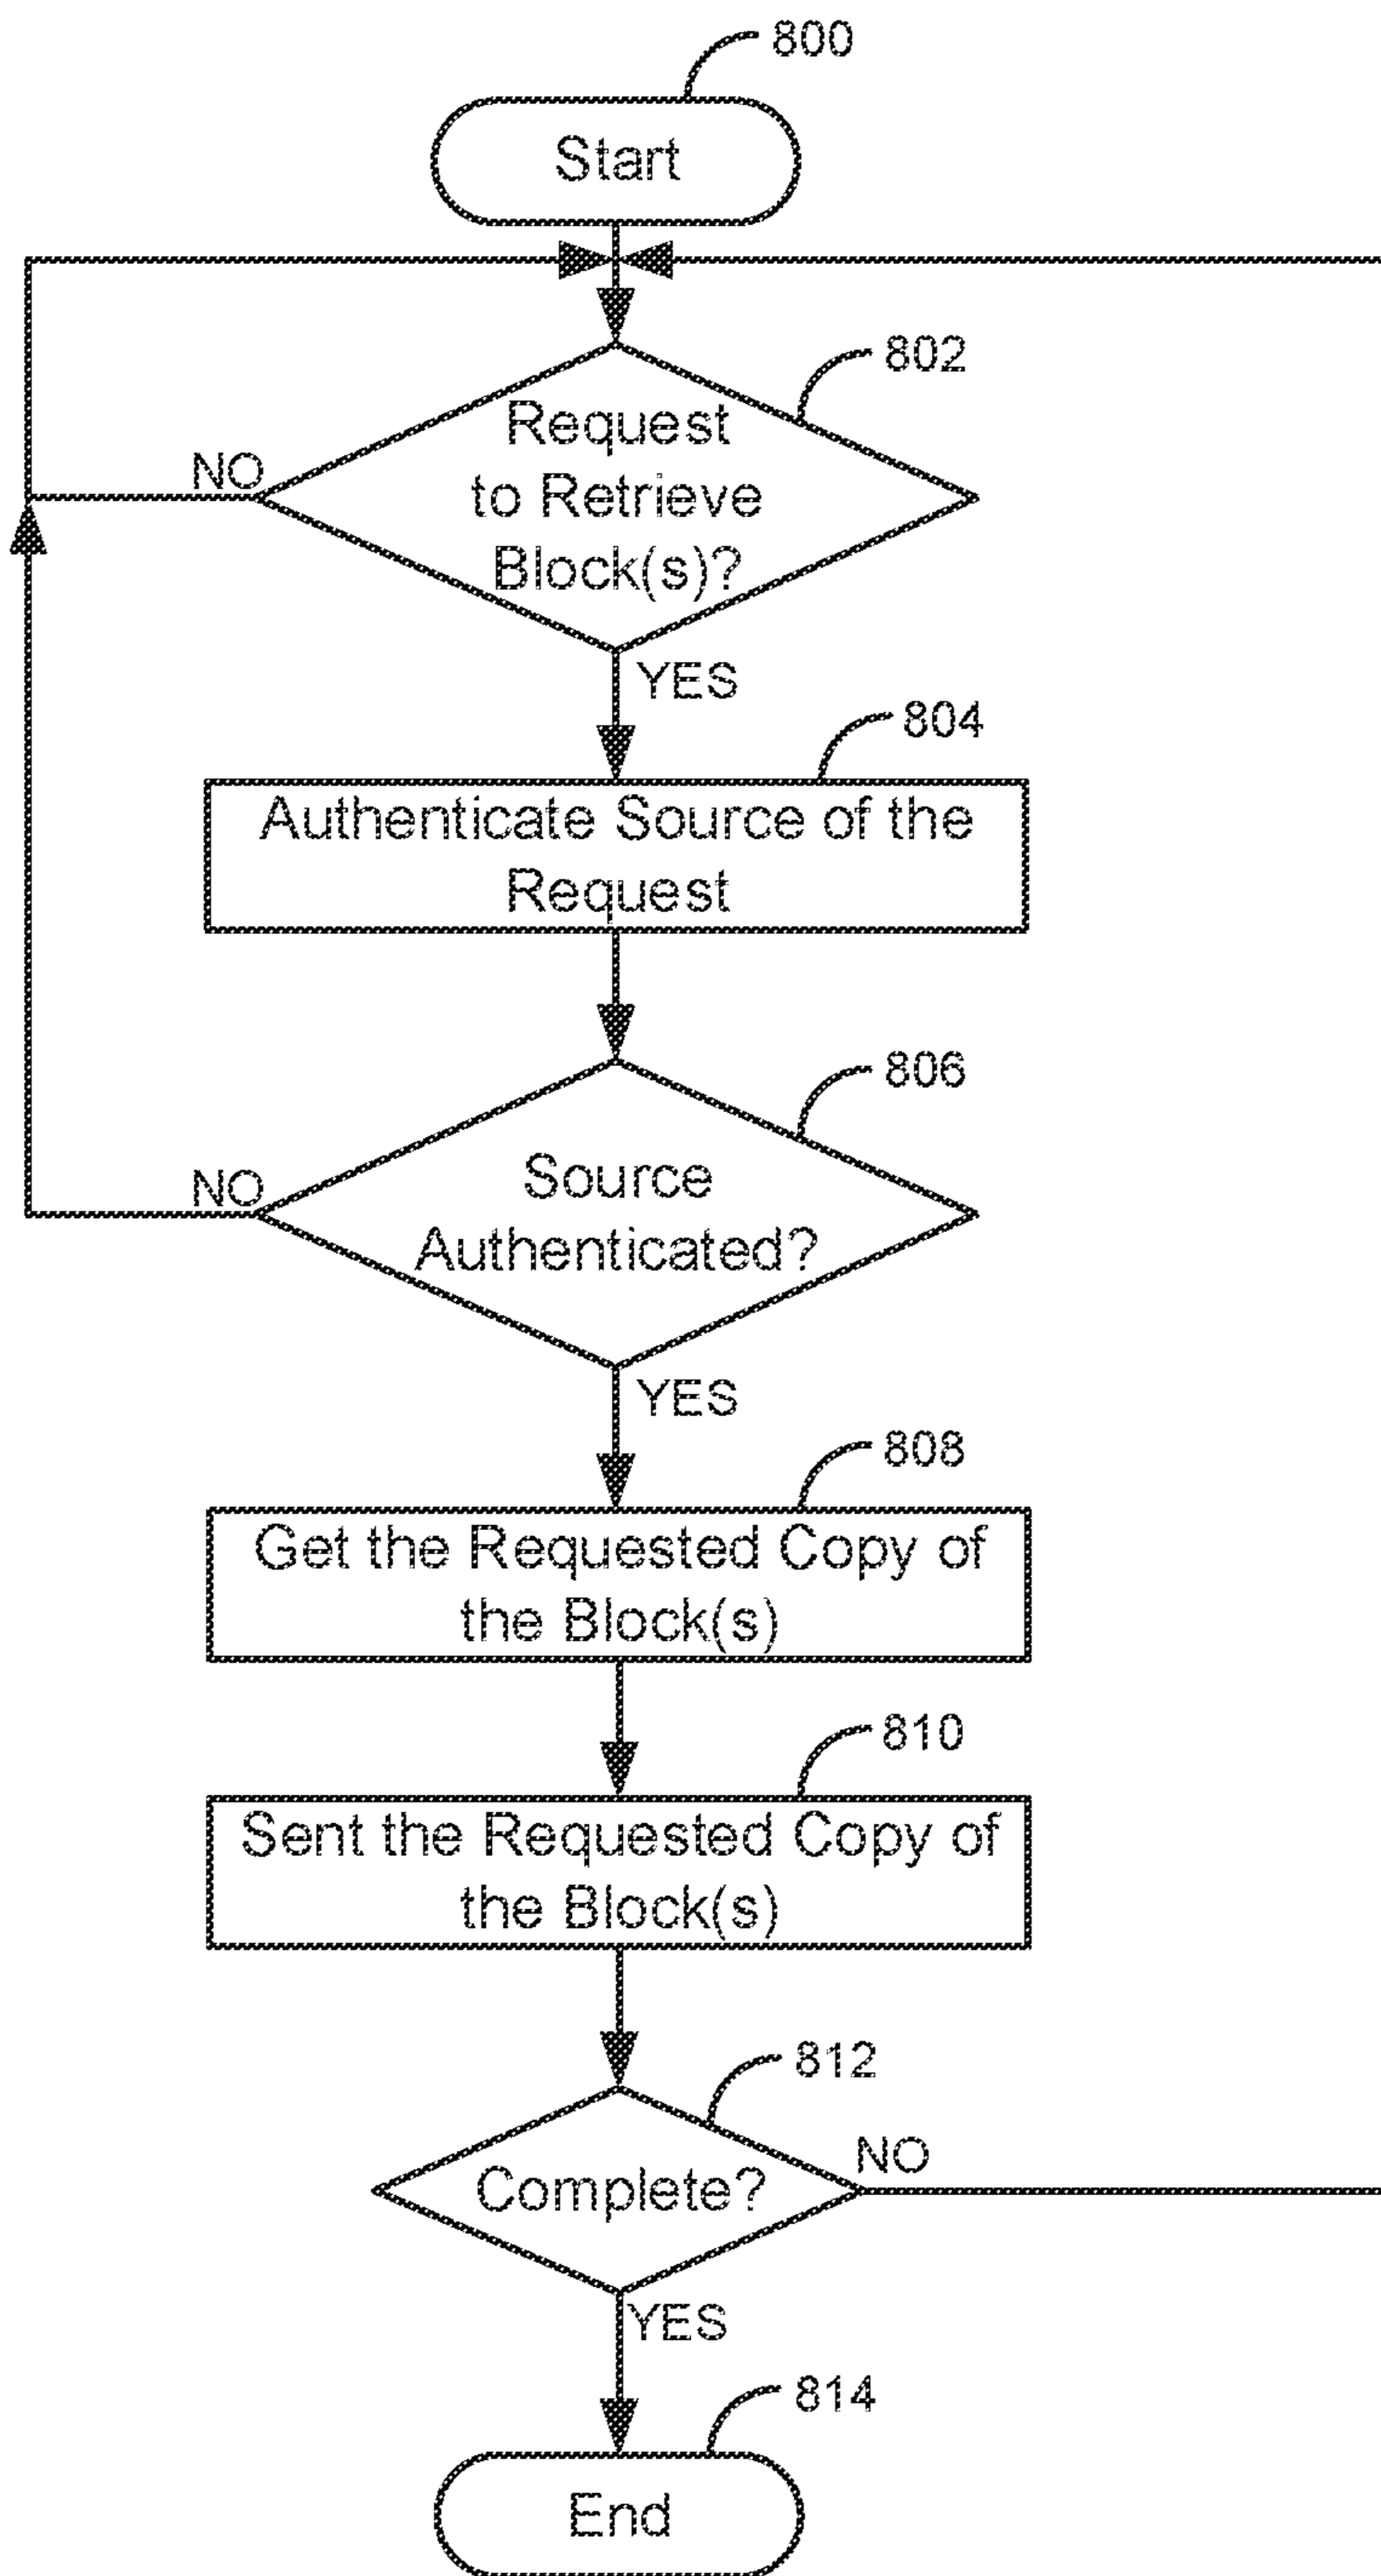 800
Start
802
Request
to Retrieve
Block(s)?
NO
YES
804
Authenticate Source of the
Request
806
Source
Authenticated?
NO
YES
808
Get the Requested Copy of
the Block(s)
810
Sent the Requested Copy of
the Block(s)
812
Complete?
NO
YES
814
End